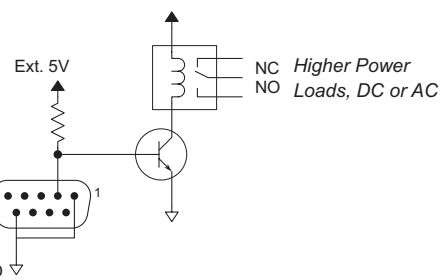 Ext. 5V
NC Higher Power
NO Loads, DC or AC
1